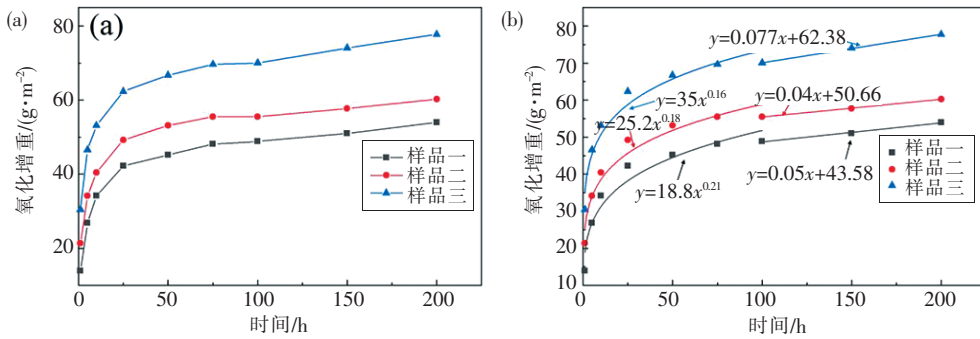 (a)
(a)
80
60
40
20
氧化增重/(g·m⁻²)
0
50
100
150
200
时间/h
样品一
样品二
样品三
(b)
80
70
60
50
40
30
20
10
氧化增重/(g·m⁻²)
0
50
100
150
200
时间/h
y=0.077x+62.38
y=35x^0.16
y=0.04x+50.66
y=25.2x^0.18
y=18.8x^0.21
y=0.05x+43.58
样品一
样品二
样品三